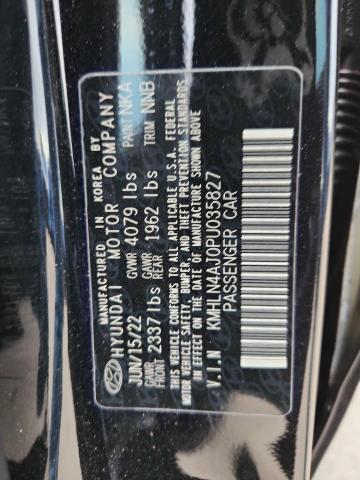 MANUFACTURED IN KOREA BY
HYUNDAI MOTOR COMPANY
JUN/15/22 GVWR 4079 lbs PAINT NKA
GAWR FRONT 2337 lbs GAWR REAR 1962 lbs TRIM NNB
THIS VEHICLE CONFORMS TO ALL APPLICABLE U.S.A. FEDERAL
MOTOR VEHICLE SAFETY, BUMPER, AND THEFT PREVENTION STANDARDS
IN EFFECT ON THE DATE OF MANUFACTURE SHOWN ABOVE
V.I.N KMHLN4AJ0PU035827
PASSENGER CAR